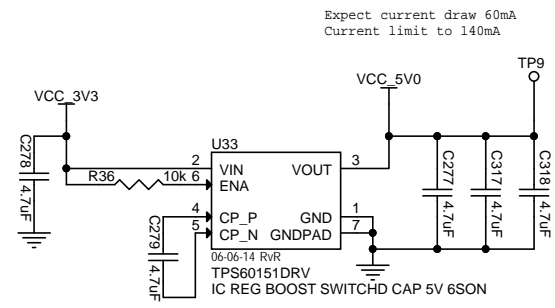 Expect current draw 60mA
Current limit to 140mA
TP9
VCC_5V0
VCC_3V3
U33
C278
4.7uF
R36
10k
2
VIN
VOUT
3
6
ENA
C277
4.7uF
C317
4.7uF
C318
4.7uF
4
CP_P
GND
1
5
CP_N
GNDPAD
7
C279
4.7uF
06-06-14 RvR
TPS60151DRV
IC REG BOOST SWITCHD CAP 5V 6SON